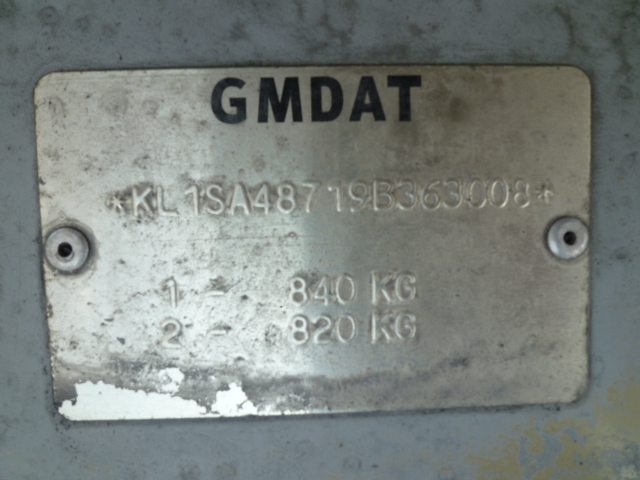 GMDAT
*KL1SA48719B363008*
1 - 840 KG
2 - 820 KG